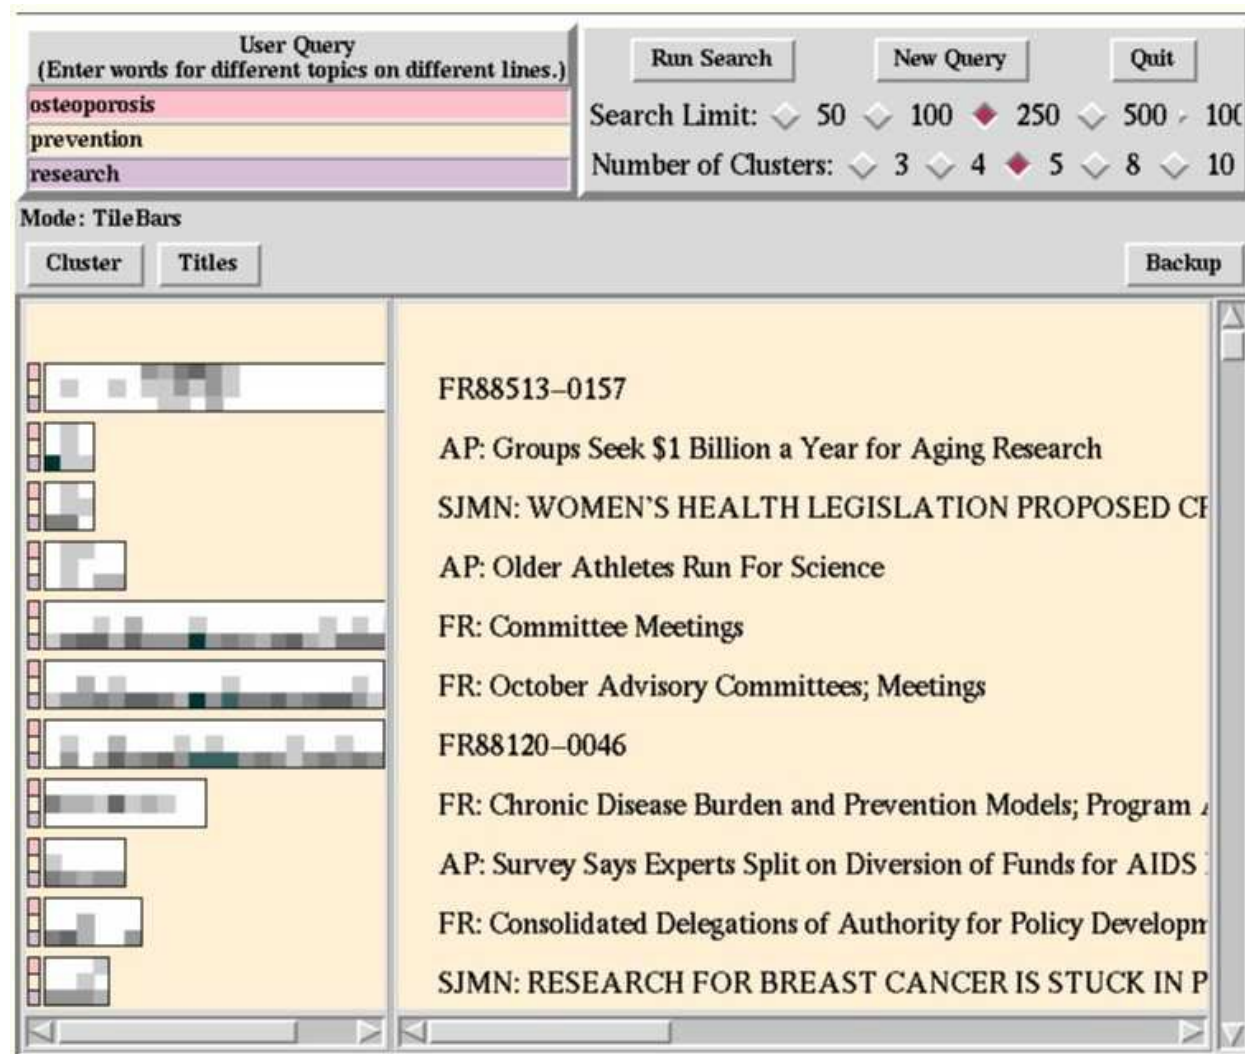 User Query
(Enter words for different topics on different lines.)
osteoporosis
prevention
research
Run Search New Query Quit
Search Limit: 50 100 250 500 100
Number of Clusters: 3 4 5 8 10
Mode: TileBars
Cluster Titles Backup
FR88513–0157
AP: Groups Seek $1 Billion a Year for Aging Research
SJMN: WOMEN'S HEALTH LEGISLATION PROPOSED
AP: Older Athletes Run For Science
FR: Committee Meetings
FR: October Advisory Committees; Meetings
FR88120–0046
FR: Chronic Disease Burden and Prevention Models; Program
AP: Survey Says Experts Split on Diversion of Funds for AIDS
FR: Consolidated Delegations of Authority for Policy Developm
SJMN: RESEARCH FOR BREAST CANCER IS STUCK IN P